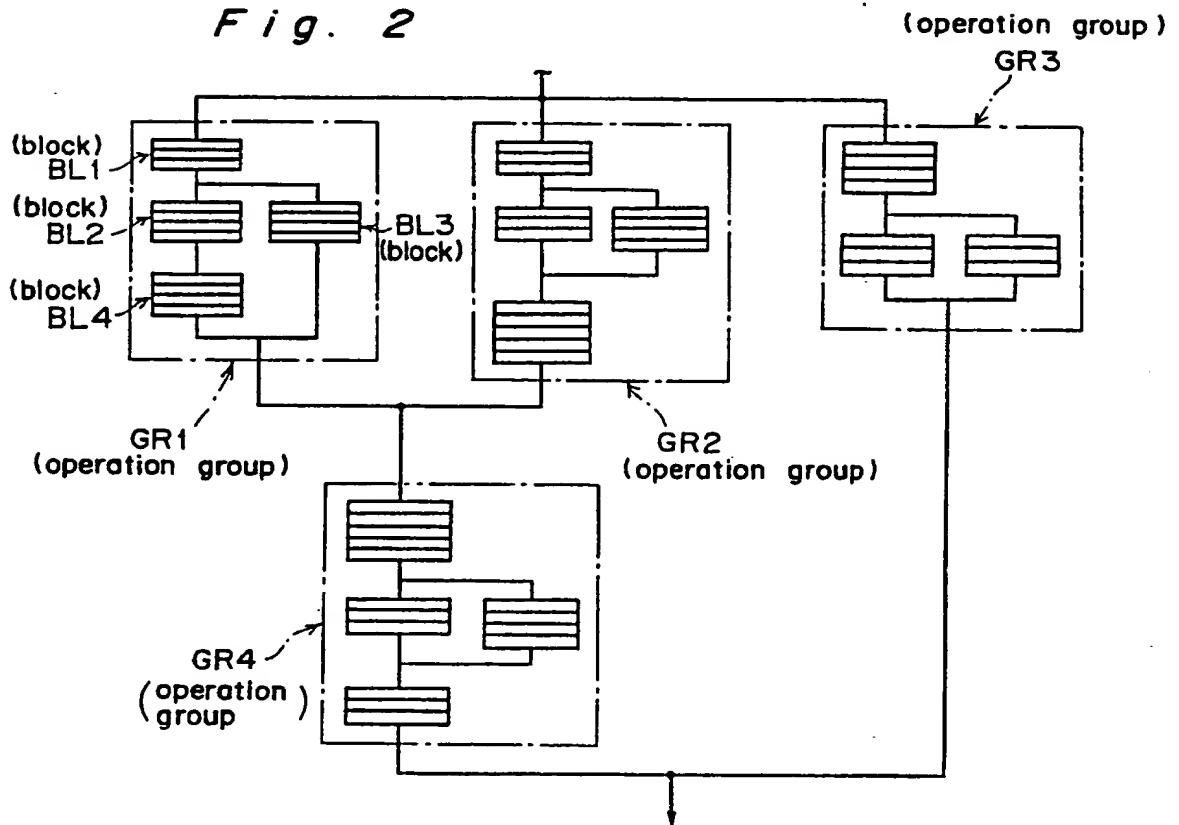 Fig. 2
(operation group)
GR3
(block)
BL1
(block)
BL2
BL3
(block)
(block)
BL4
GR1
(operation group)
GR2
(operation group)
GR4
(operation
group)